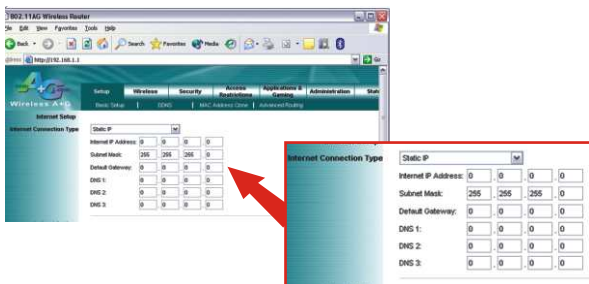 802.11AG Wireless Router
File Edit View Favorites Tools Help
Back Search Favorites Media
Address http://192.168.1.1 Go
A+G
Wireless A+G
Setup Wireless Security Access Restrictions Applications & Gaming Administration Statu
Basic Setup | DDNS | MAC Address Clone | Advanced Routing
Internet Setup
Internet Connection Type Static IP
Internet IP Address: 0 . 0 . 0 . 0
Subnet Mask: 255 . 255 . 255 . 0
Default Gateway: 0 . 0 . 0 . 0
DNS 1: 0 . 0 . 0 . 0
DNS 2: 0 . 0 . 0 . 0
DNS 3: 0 . 0 . 0 . 0
Internet Connection Type Static IP
Internet IP Address: 0 . 0 . 0 . 0
Subnet Mask: 255 . 255 . 255 . 0
Default Gateway: 0 . 0 . 0 . 0
DNS 1: 0 . 0 . 0 . 0
DNS 2: 0 . 0 . 0 . 0
DNS 3: 0 . 0 . 0 . 0